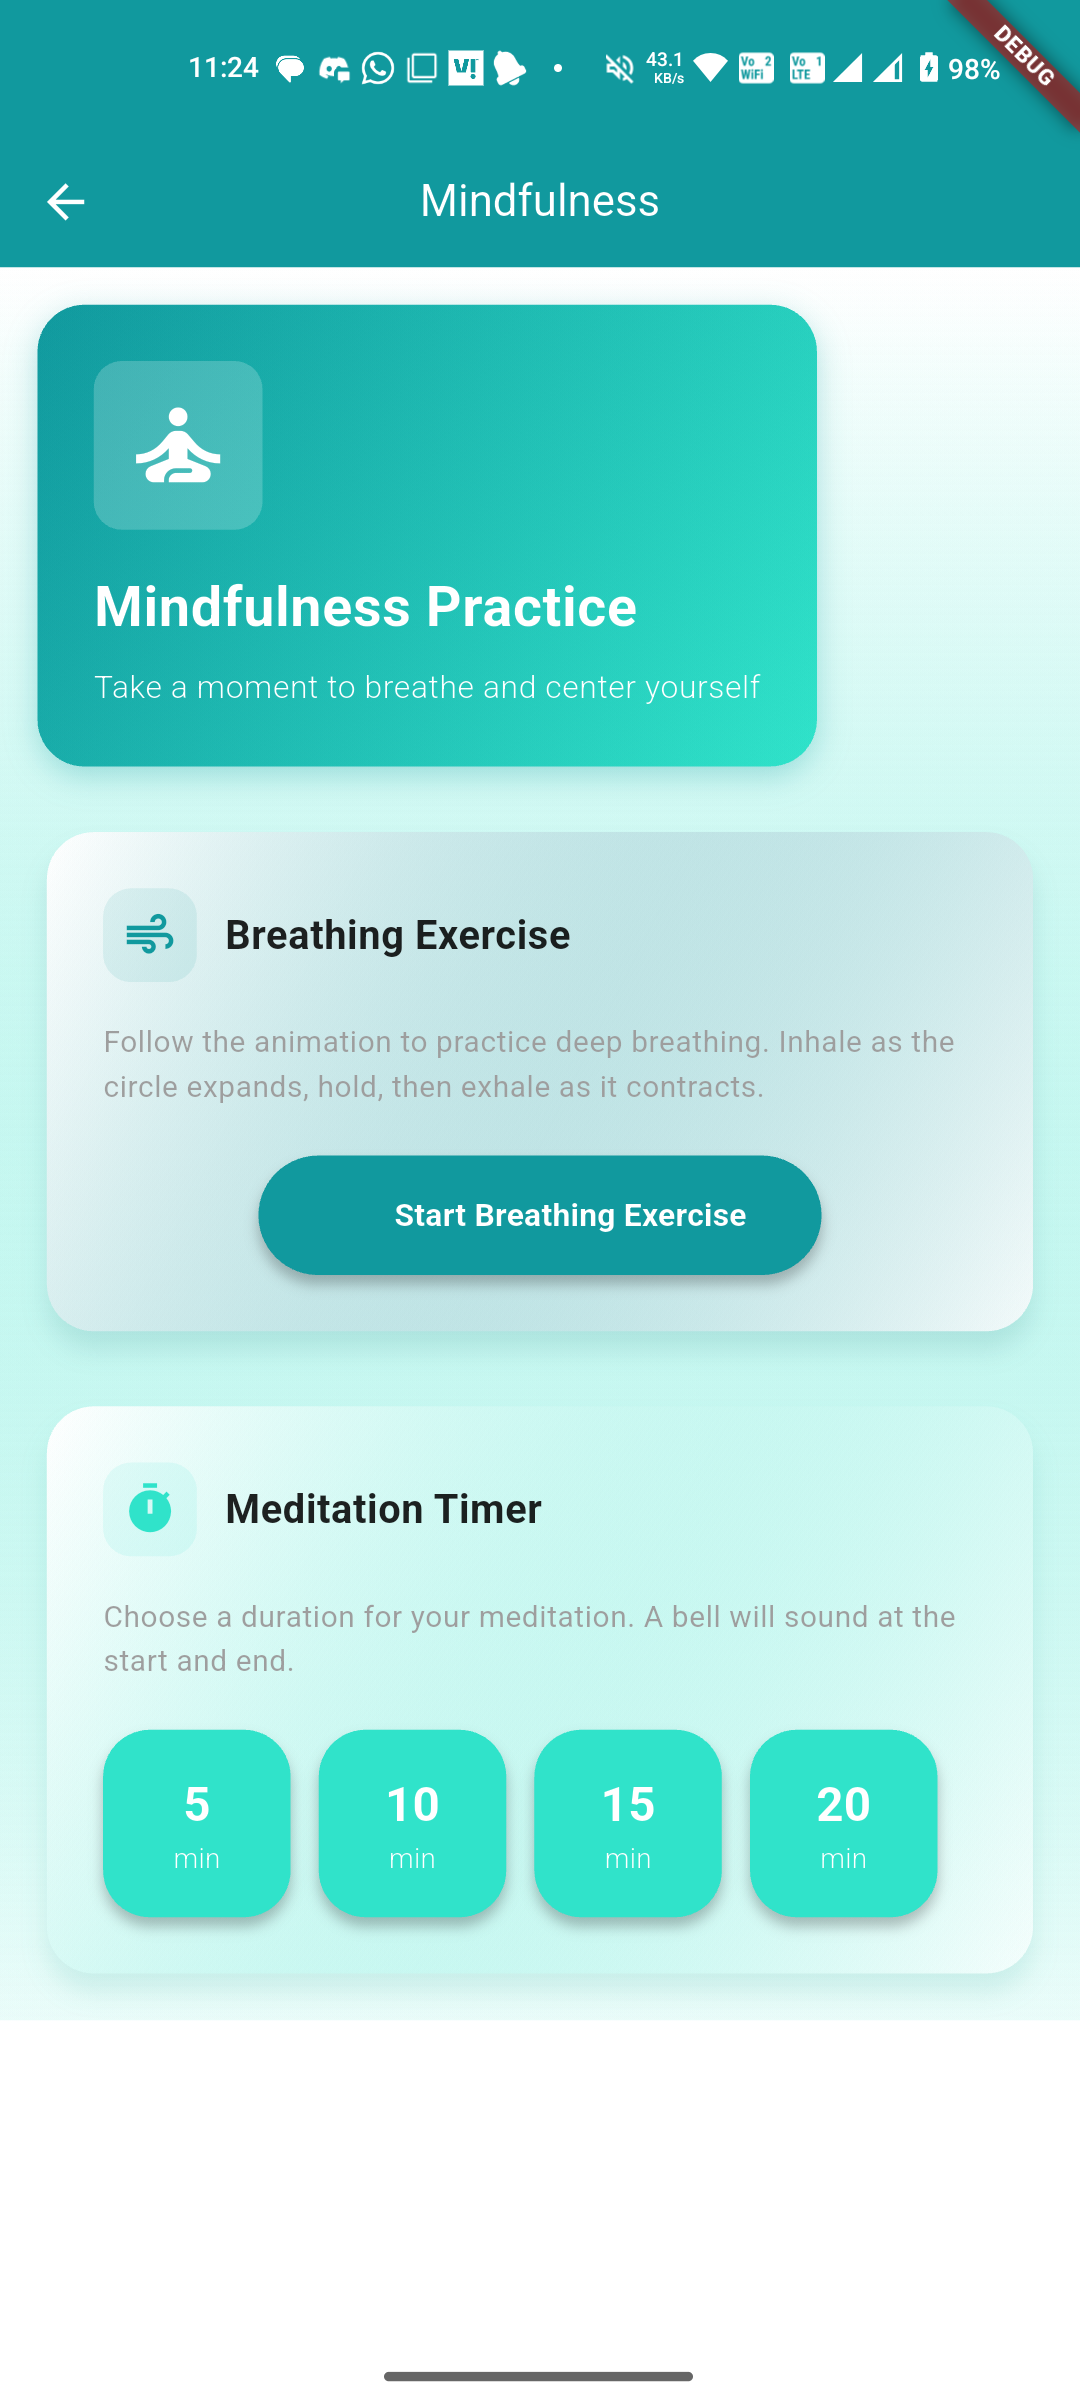 11:24
43.1
KB/s
Vo 2
WiFi
Vo 1
LTE
98%
DEBUG
Mindfulness
Mindfulness Practice
Take a moment to breathe and center yourself
Breathing Exercise
Follow the animation to practice deep breathing. Inhale as the
circle expands, hold, then exhale as it contracts.
Start Breathing Exercise
Meditation Timer
Choose a duration for your meditation. A bell will sound at the
start and end.
5 10 15 20
min min min min